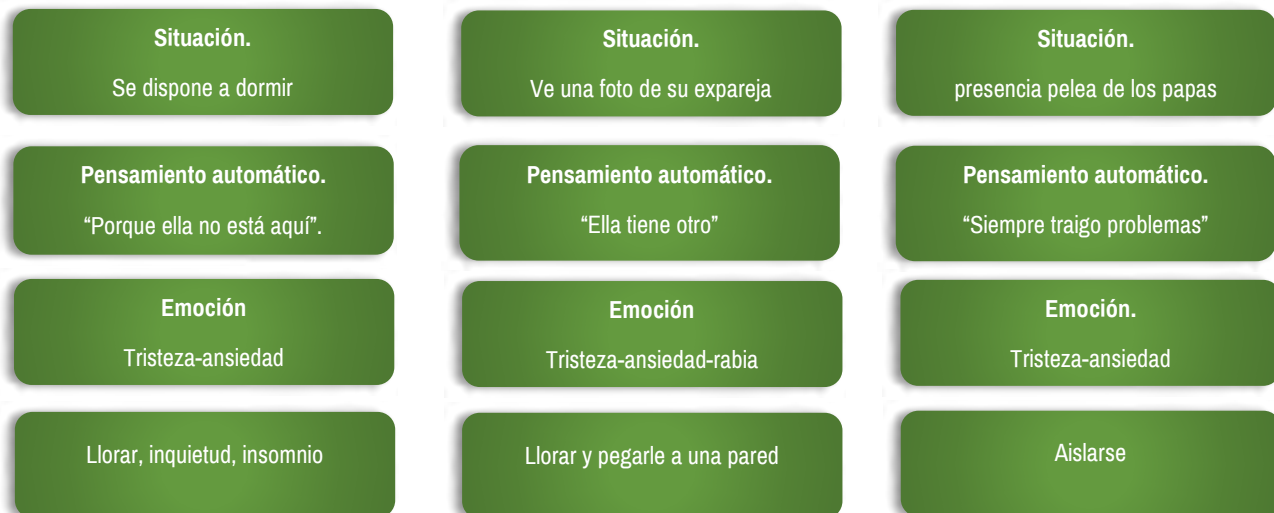 Situación.
Se dispone a dormir
Pensamiento automático.
“Porque ella no está aquí”.
Emoción
Tristeza-ansiedad
Llorar, inquietud, insomnio
Situación.
Ve una foto de su expareja
Pensamiento automático.
“Ella tiene otro”
Emoción
Tristeza-ansiedad-rabia
Llorar y pegarle a una pared
Situación.
presencia pelea de los papas
Pensamiento automático.
“Siempre traigo problemas”
Emoción.
Tristeza-ansiedad
Aislarse